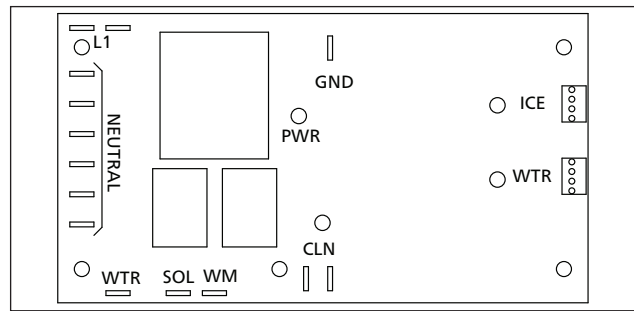 L1
GND
ICE
PWR
NEUTRAL
WTR
CLN
WTR
SOL
WM